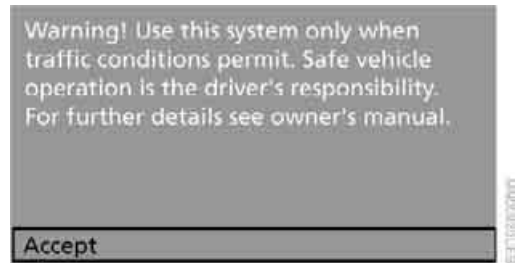 Warning! Use this system only when
traffic conditions permit. Safe vehicle
operation is the driver's responsibility.
For further details see owner's manual.
Accept